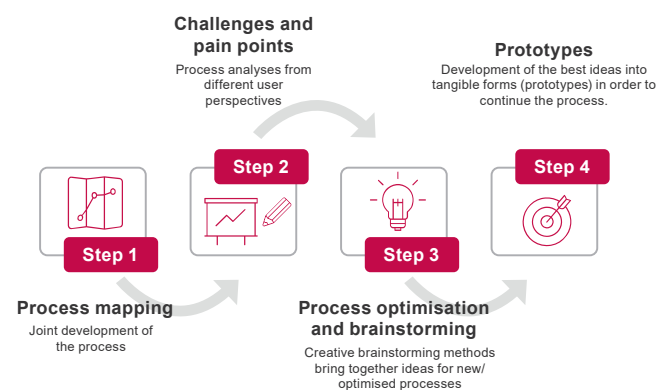 Challenges and
pain points
Process analyses from
different user
perspectives
Prototypes
Development of the best ideas into
tangible forms (prototypes) in order to
continue the process.
Step 2
Step 4
Step 1
Step 3
Process mapping
Joint development of
the process
Process optimisation
and brainstorming
Creative brainstorming methods
bring together ideas for new/
optimised processes